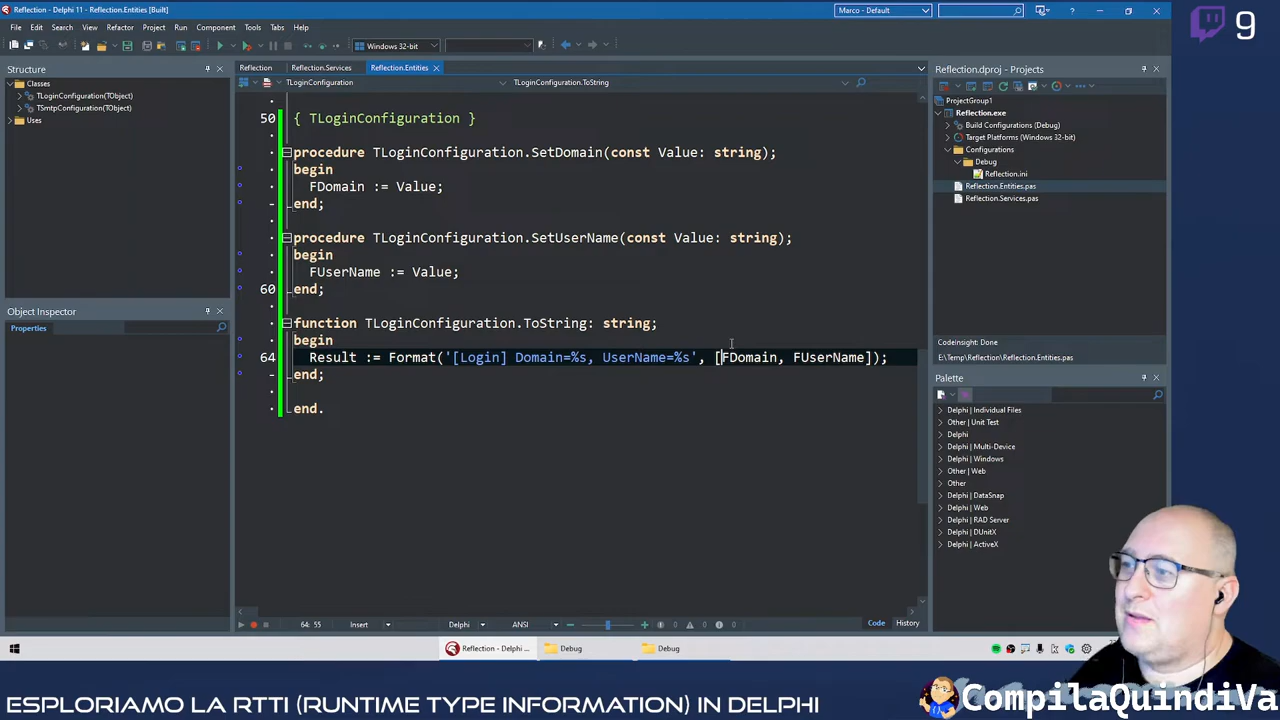 Reflection - Delphi 11 - Reflection.Entities [Built]
Marco - Default
File Edit Search View Refactor Project Run Component Tools Tabs Help
Windows 32-bit
9
Structure
Classes
TLoginConfiguration(TObject)
TSmtpConfiguration(TObject)
Uses
Object Inspector
Properties
Reflection Reflection.Services Reflection.Entities
TLoginConfiguration TLoginConfiguration.ToString
50 { TLoginConfiguration }
procedure TLoginConfiguration.SetDomain(const Value: string);
begin
FDomain := Value;
end;
procedure TLoginConfiguration.SetUserName(const Value: string);
begin
FUserName := Value;
60 end;
function TLoginConfiguration.ToString: string;
begin
64 Result := Format('[Login] Domain=%s, UserName=%s', [FDomain, FUserName]);
end;
end.
64: 55 Insert Delphi ANSI 0 0 0 Code History
Reflection.dproj - Projects
ProjectGroup1
Reflection.exe
Build Configurations (Debug)
Target Platforms (Windows 32-bit)
Configurations
Debug
Reflection.ini
Reflection.Entities.pas
Reflection.Services.pas
Codeinsight: Done
E:\Temp\Reflection\Reflection.Entities.pas
Palette
Delphi | Individual Files
Other | Unit Test
Delphi
Delphi | Multi-Device
Delphi | Windows
Other | Web
Other
Delphi | DataSnap
Delphi | Web
Delphi | RAD Server
Delphi | DUnitX
Delphi | ActiveX
Reflection - Delphi ... Debug Debug
ESPLORIAMO LA RTTI (RUNTIME TYPE INFORMATION) IN DELPHI
CompilaQuindiVa